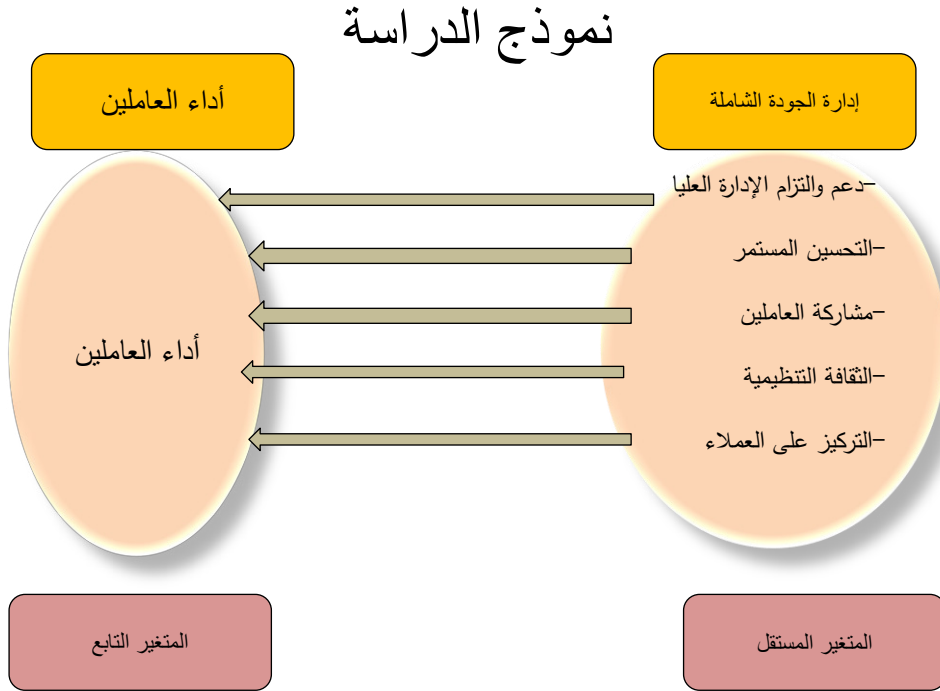 نموذج الدراسة
إدارة الجودة الشاملة
أداء العاملين
-دعم والتزام الإدارة العليا
-التحسين المستمر
-مشاركة العاملين
-الثقافة التنظيمية
-التركيز على العملاء
أداء العاملين
المتغير المستقل
المتغير التابع